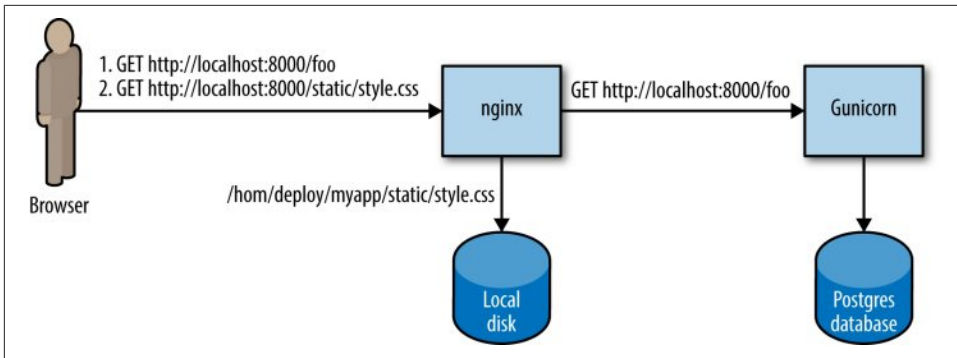 1. GET http://localhost:8000/foo
2. GET http://localhost:8000/static/style.css
nginx
GET http://localhost:8000/foo
Gunicorn
Browser
/hom/deploy/myapp/static/style.css
Local
disk
Postgres
database